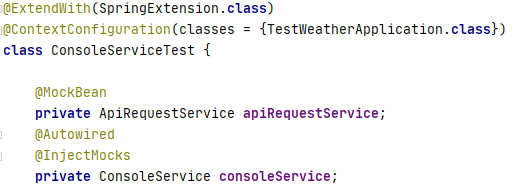 @ExtendWith(SpringExtension.class)
@ContextConfiguration(classes = {TestWeatherApplication.class})
class ConsoleServiceTest {
@MockBean
private ApiRequestService apiRequestService;
@Autowired
@InjectMocks
private ConsoleService consoleService;